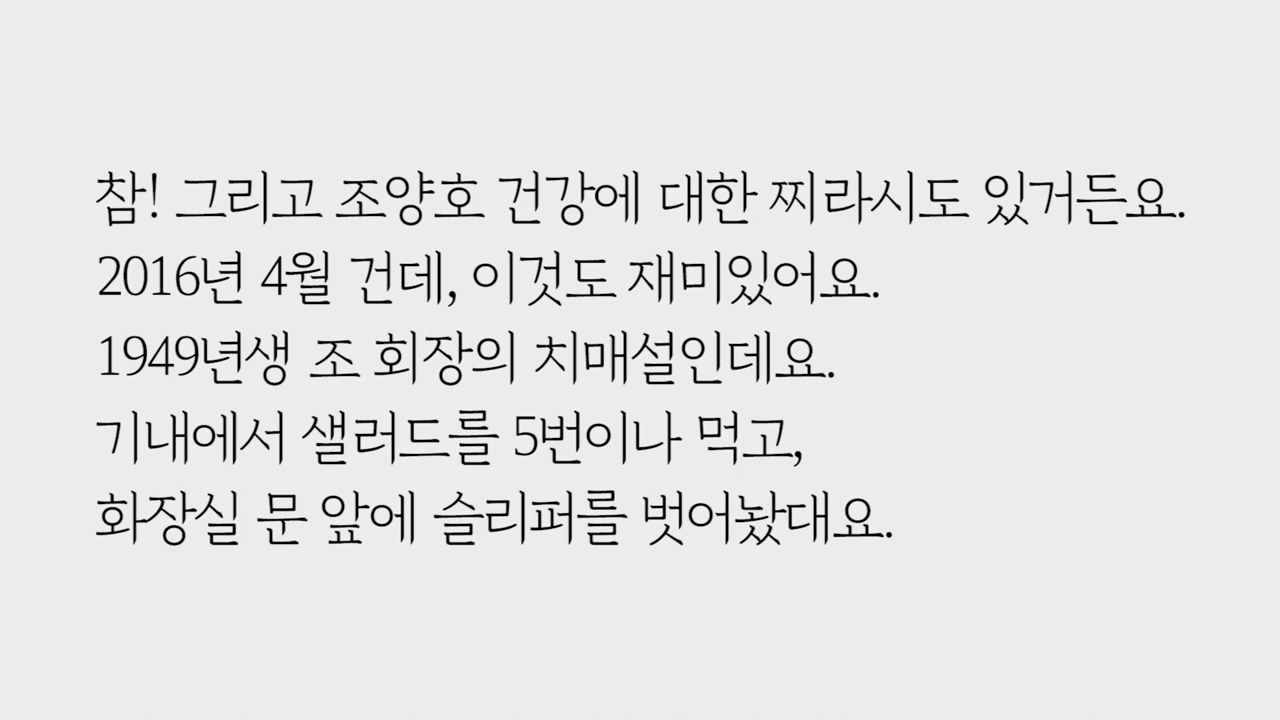 참! 그리고 조양호 건강에 대한 찌라시도 있거든요.
2016년 4월 건데, 이것도 재미있어요.
1949년생 조 회장의 치매설인데요.
기내에서 샐러드를 5번이나 먹고,
화장실 문 앞에 슬리퍼를 벗어놨대요.